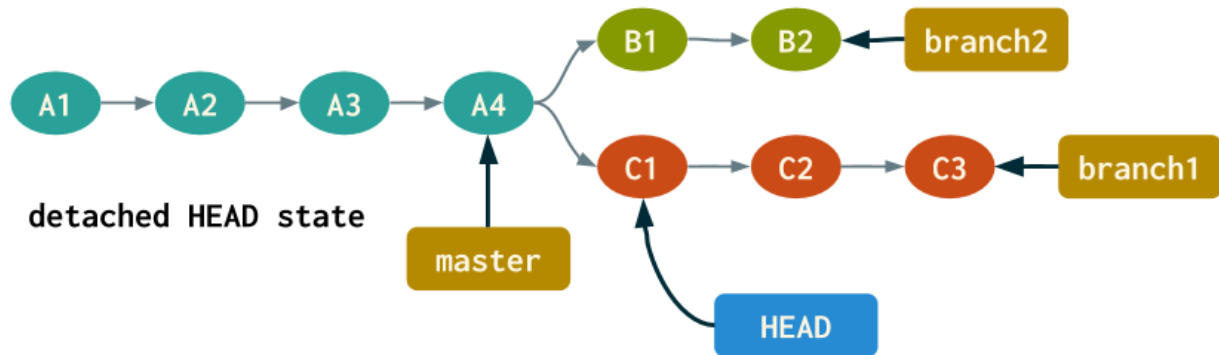 B1
B2
branch2
A1
A2
A3
A4
C1
C2
C3
branch1
detached HEAD state
master
HEAD